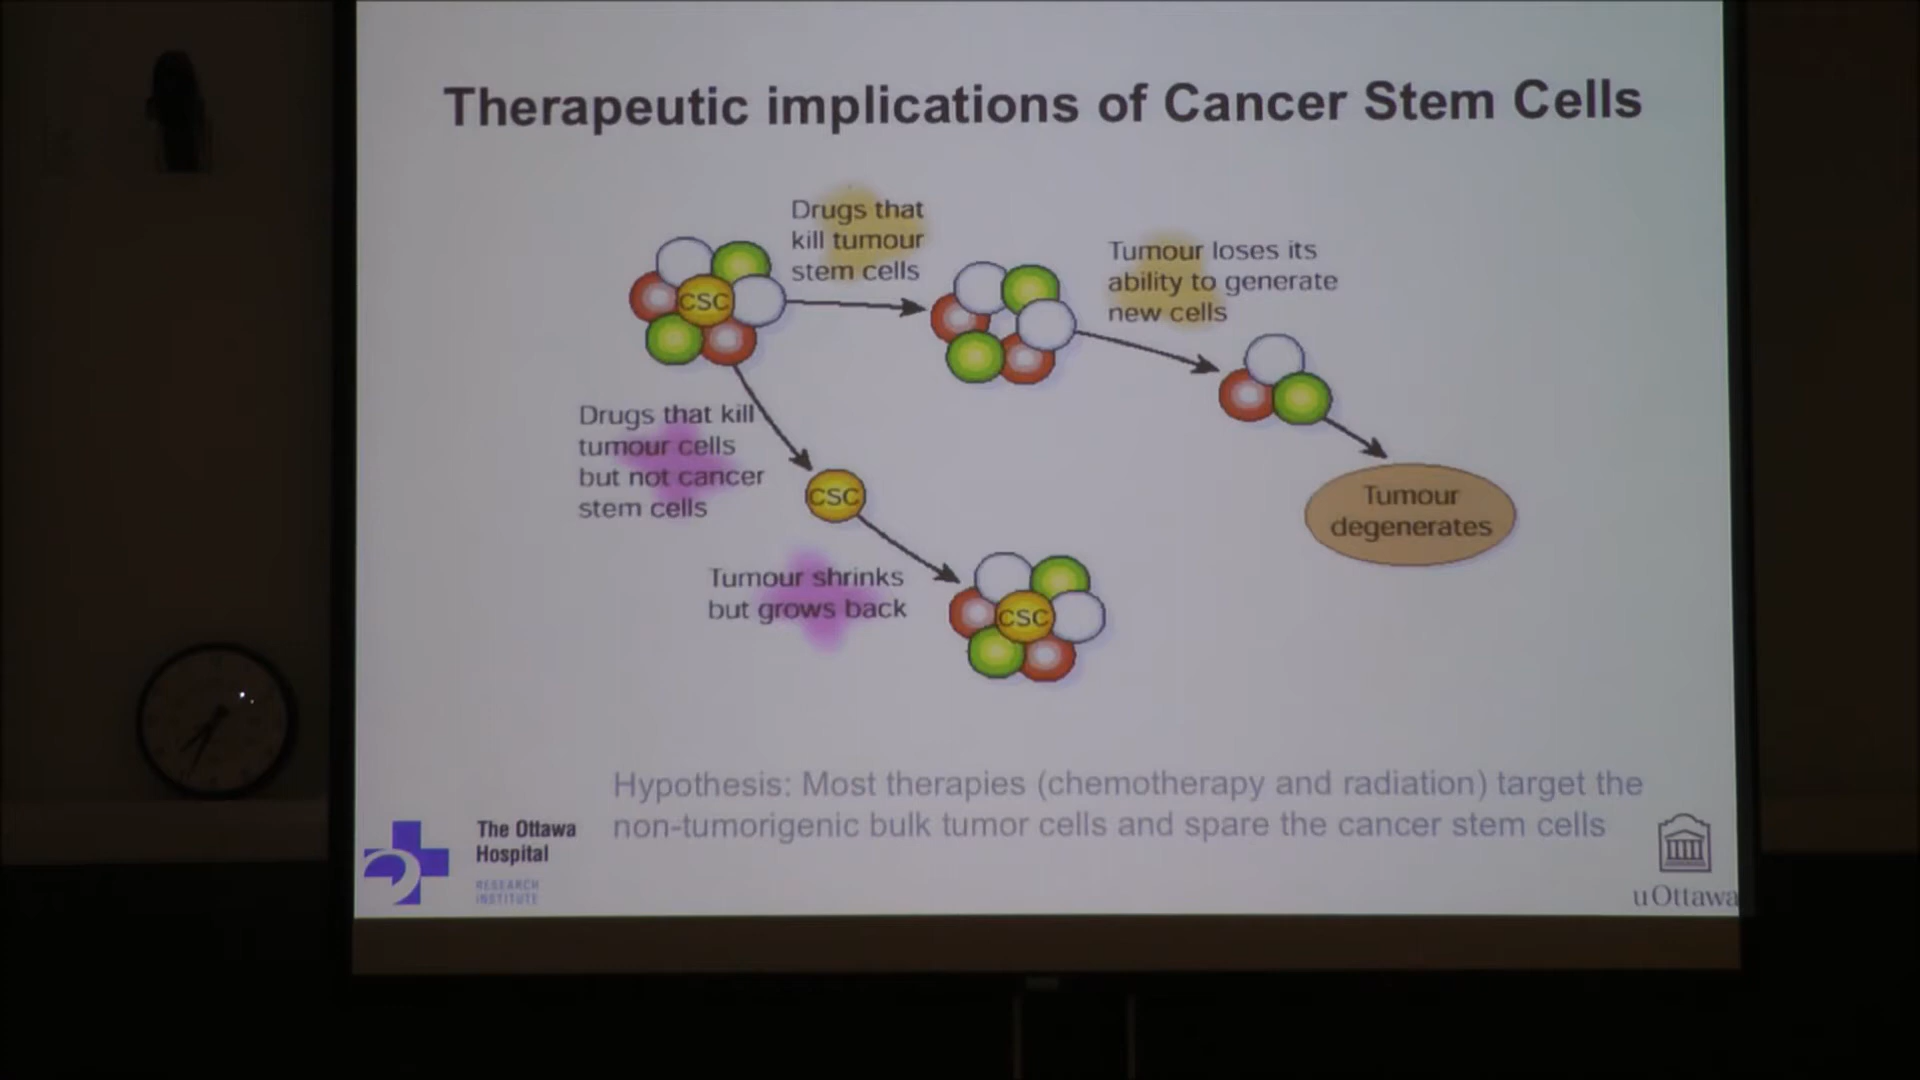 Therapeutic implications of Cancer Stem Cells
Drugs that
kill tumour
stem cells
Tumour loses its
ability to generate
new cells
CSC
Drugs that kill
tumour cells
but not cancer
stem cells
CSC
Tumour
degenerates
Tumour shrinks
but grows back
CSC
Hypothesis: Most therapies (chemotherapy and radiation) target the
non-tumorigenic bulk tumor cells and spare the cancer stem cells
The Ottawa
Hospital
RESEARCH
INSTITUTE
uOttawa